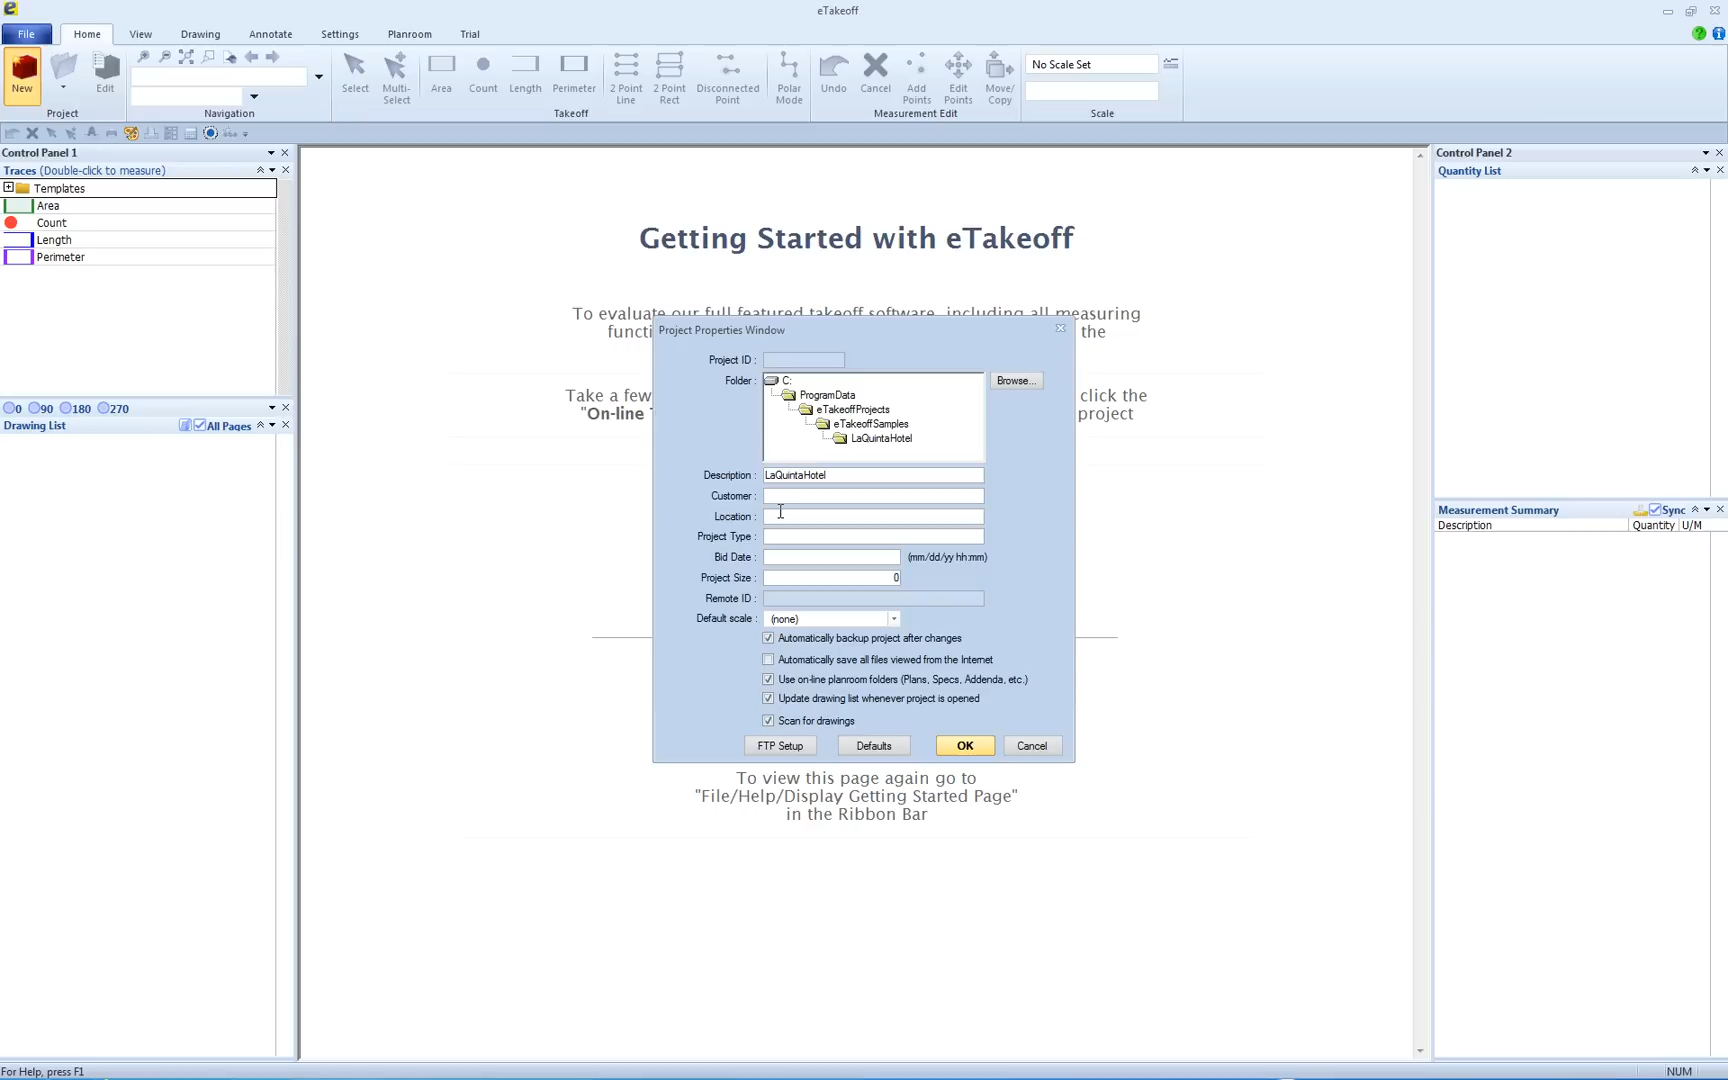 eTakeoff
File Home View Drawing Annotate Settings Planroom Trial
New Edit Select Multi-Select Area Count Length Perimeter 2 Point Line 2 Point Rect Disconnected Point Polar Mode Undo Cancel Add Points Edit Points Move/Copy No Scale Set
Project Navigation Takeoff Measurement Edit Scale
Control Panel 1
Traces (Double-click to measure)
Templates
Area
Count
Length
Perimeter
0 90 180 270
Drawing List All Pages
Getting Started with eTakeoff
To evaluate our full featured takeoff software, including all measuring
functi the
Take a few click the
"On-line T project
Project Properties Window
Project ID :
Folder : C: Browse...
ProgramData
eTakeoffProjects
eTakeoffSamples
LaQuintaHotel
Description : LaQuintaHotel
Customer :
Location :
Project Type :
Bid Date : (mm/dd/yy hh:mm)
Project Size : 0
Remote ID :
Default scale : (none)
Automatically backup project after changes
Automatically save all files viewed from the Internet
Use on-line planroom folders (Plans, Specs, Addenda, etc.)
Update drawing list whenever project is opened
Scan for drawings
FTP Setup Defaults OK Cancel
To view this page again go to
"File/Help/Display Getting Started Page"
in the Ribbon Bar
Control Panel 2
Quantity List
Measurement Summary Sync
Description Quantity U/M
For Help, press F1 NUM